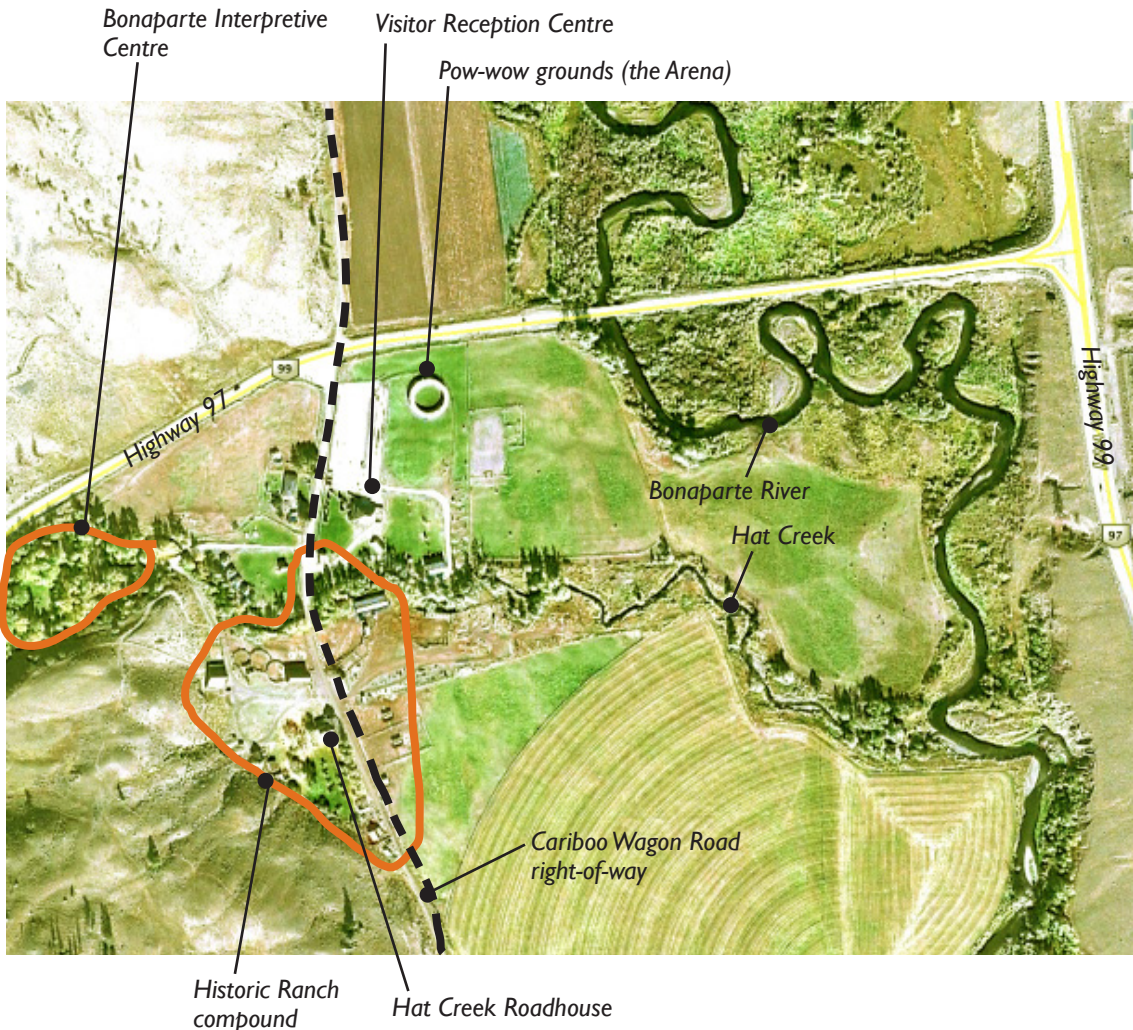 Bonaparte Interpretive
Centre
Visitor Reception Centre
Pow-wow grounds (the Arena)
99
Highway 97
Highway 99
Bonaparte River
97
Hat Creek
Cariboo Wagon Road
right-of-way
Historic Ranch
compound
Hat Creek Roadhouse